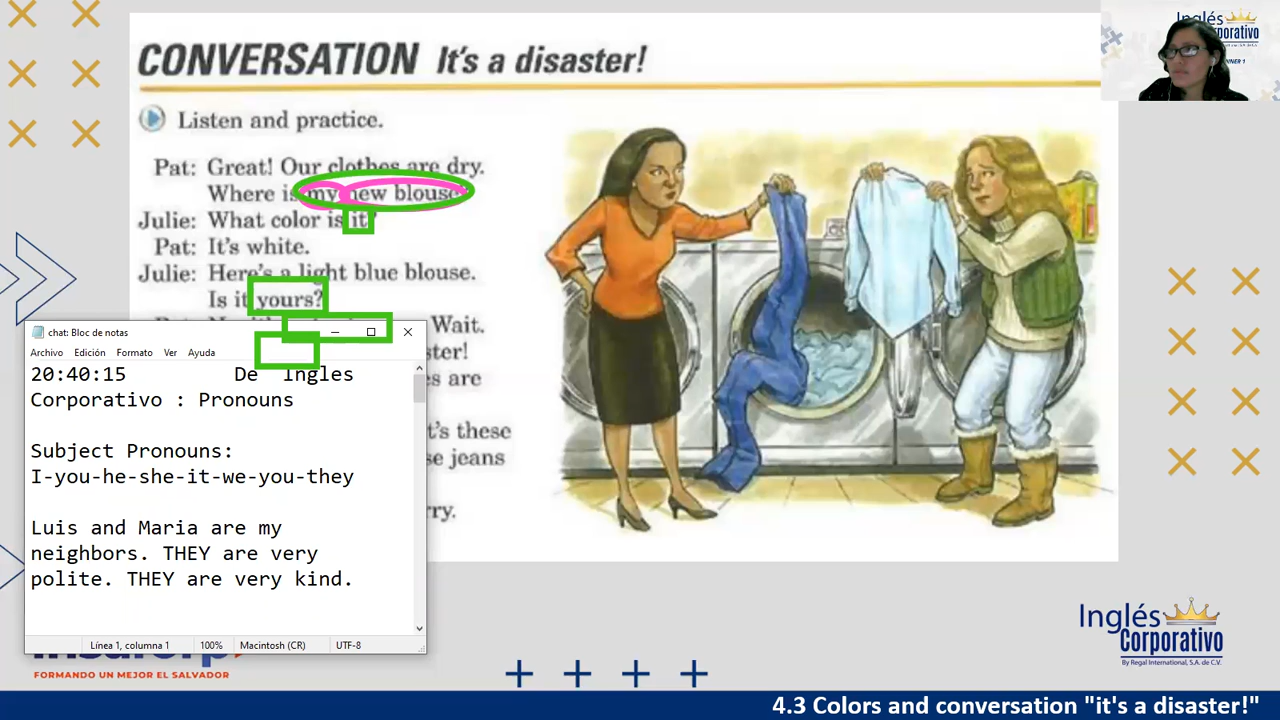 CONVERSATION It's a disaster!
Listen and practice.
Pat: Great! Our clothes are dry.
Where is my new blouse
Julie: What color is it?
Pat: It's white.
Julie: Here's a light blue blouse.
Is it yours?
Wait.
ter!
s are
t's these
se jeans
rry.
chat: Bloc de notas
Archivo Edición Formato Ver Ayuda
20:40:15 De Ingles
Corporativo : Pronouns
Subject Pronouns:
I-you-he-she-it-we-you-they
Luis and Maria are my
neighbors. THEY are very
polite. THEY are very kind.
Línea 1, columna 1 100% Macintosh (CR) UTF-8
FORMANDO UN MEJOR EL SALVADOR
Inglés
Corporativo
By Regal International, S.A. de C.V.
4.3 Colors and conversation "it's a disaster!"
Inglés